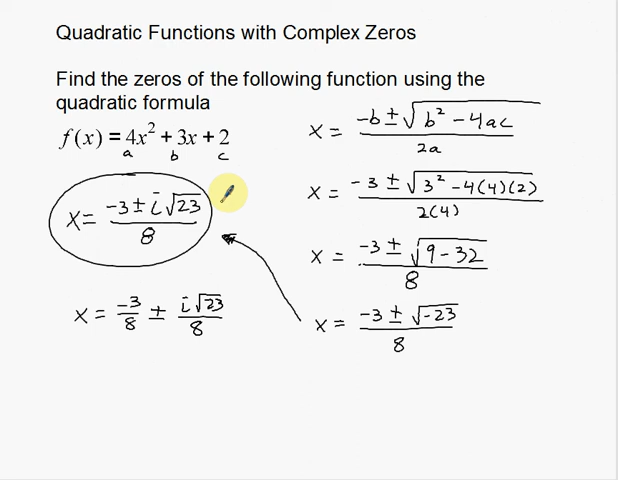 Quadratic Functions with Complex Zeros
Find the zeros of the following function using the
quadratic formula
f(x) = 4x² + 3x + 2
a b c
x = (-3 ± i√23)/8
x = -3/8 ± i√23/8
x = (-b ± √(b² - 4ac))/2a
x = (-3 ± √(3² - 4(4)(2)))/2(4)
x = (-3 ± √(9 - 32))/8
x = (-3 ± √(-23))/8